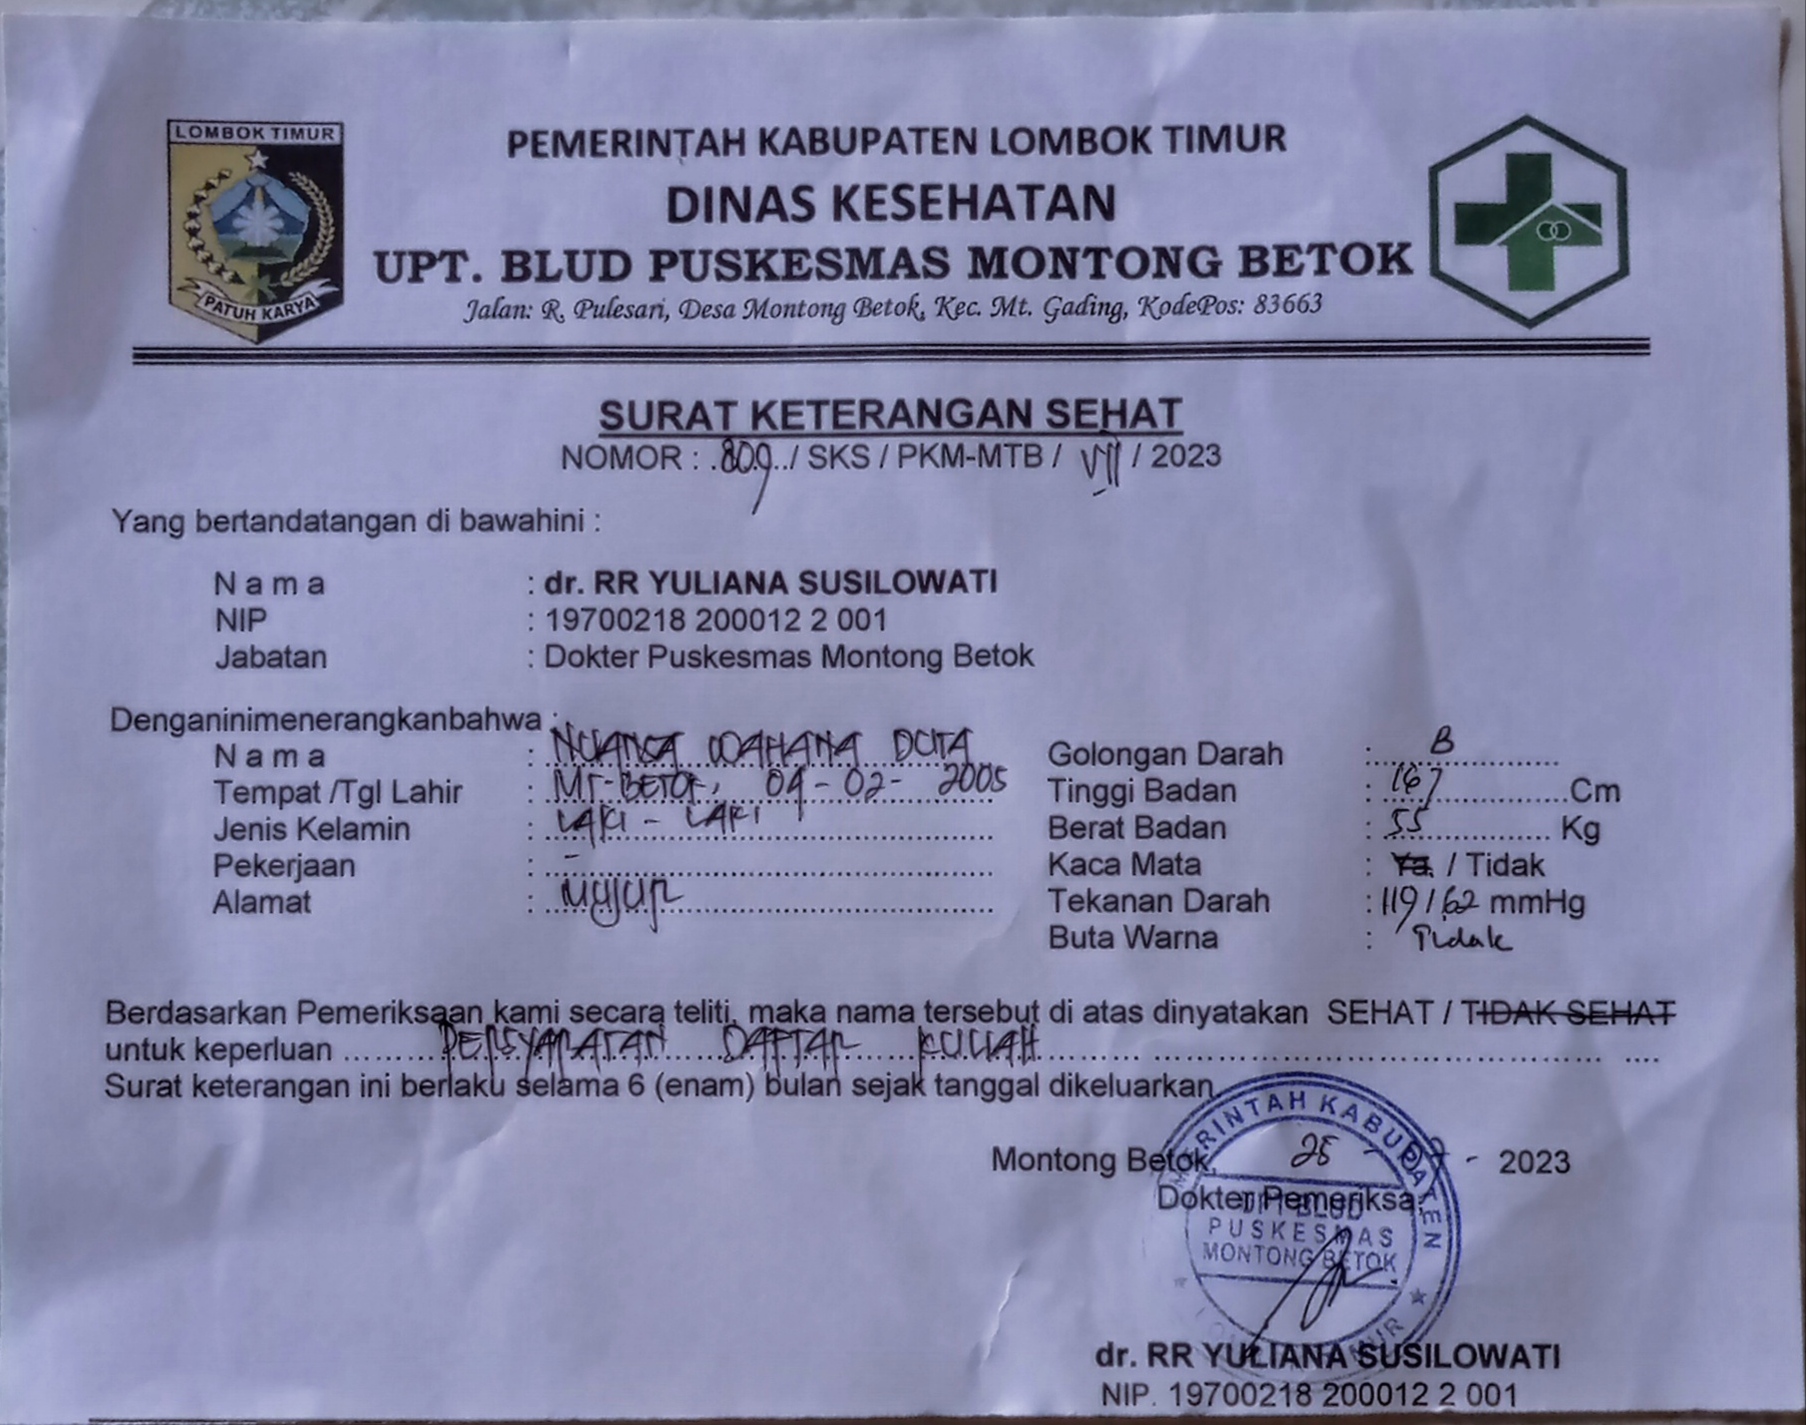 LOMBOK TIMUR
PATUH KARYA
PEMERINTAH KABUPATEN LOMBOK TIMUR
DINAS KESEHATAN
UPT. BLUD PUSKESMAS MONTONG BETOK
Jalan: R. Pulesari, Desa Montong Betok, Kec. Mt. Gading, KodePos: 83663
SURAT KETERANGAN SEHAT
NOMOR : .809../ SKS / PKM-MTB / VII / 2023
Yang bertandatangan di bawahini :
N a m a : dr. RR YULIANA SUSILOWATI
NIP : 19700218 200012 2 001
Jabatan : Dokter Puskesmas Montong Betok
Denganinimenerangkanbahwa :
N a m a : NUANSA WAHANA DCITA Golongan Darah : B
Tempat /Tgl Lahir : MT-BETOK, 04-02-2005 Tinggi Badan : 167 Cm
Jenis Kelamin : LAKI - LAKI Berat Badan : 55 Kg
Pekerjaan : - Kaca Mata : Ya / Tidak
Alamat : Tekanan Darah : 119/62 mmHg
Buta Warna : Tidak
Berdasarkan Pemeriksaan kami secara teliti, maka nama tersebut di atas dinyatakan SEHAT / TIDAK SEHAT
untuk keperluan PERSYARATAN DAFTAR KULIAH
Surat keterangan ini berlaku selama 6 (enam) bulan sejak tanggal dikeluarkan
Montong Betok, 25 - 07 - 2023
Dokter Pemeriksa,
PEMERINTAH KABUPATEN
UPT BLUD
PUSKESMAS
MONTONG BETOK
dr. RR YULIANA SUSILOWATI
NIP. 19700218 200012 2 001